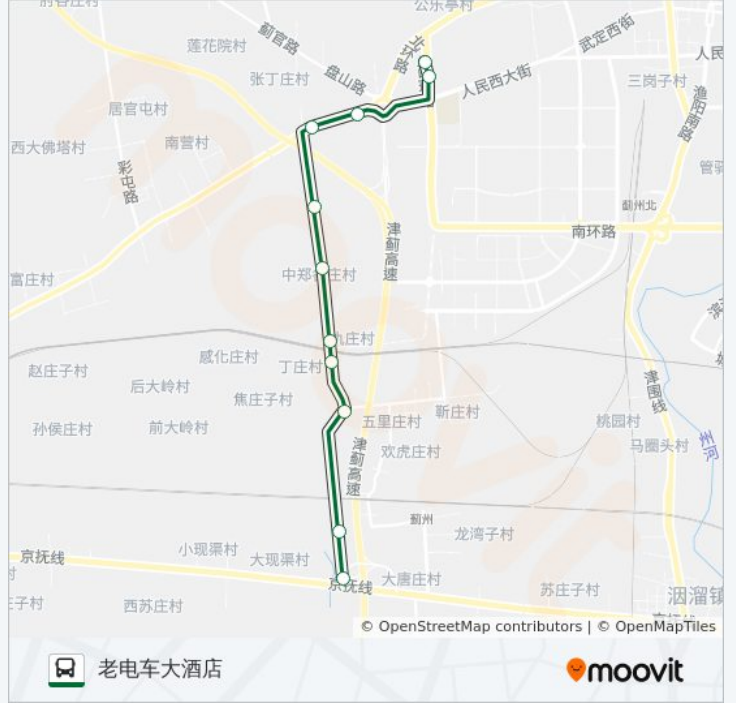 公乐亭村
莲花院村
蓟官路
北环路
武定西街
人民
张丁庄村
盘山路
人民西大街
三岗子村
居官屯村
渔阳南路
西大佛塔村
南营村
彩屯路
管
蓟州北
南环路
津蓟高速
富庄村
中郑 庄村
九庄村
感化庄村
丁庄村
赵庄子村
后大岭村
焦庄子村
津围线
五里庄村
靳庄村
桃园村
孙侯庄村
前大岭村
州河
马圈头村
欢虎庄村
津蓟高速
蓟州
龙湾子村
小现渠村
大现渠村
京抚线
京抚线
大唐庄村
苏庄子村
洇溜镇
子村
西苏庄村
© OpenStreetMap contributors | © OpenMapTiles
老电车大酒店
moovit